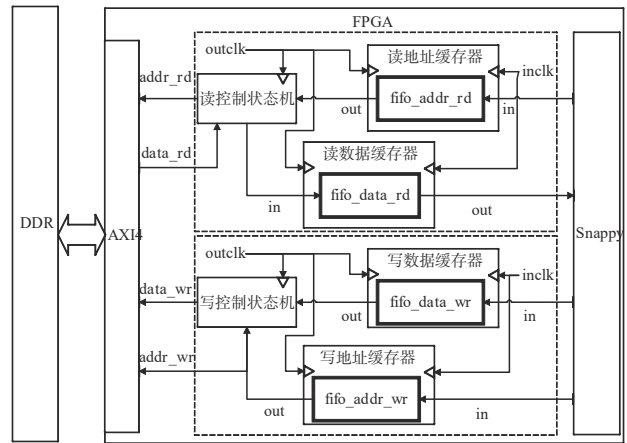 FPGA
outclk
读地址缓存器
inclk
addr_rd
读控制状态机
fifo_addr_rd
out
in
data_rd
读数据缓存器
fifo_data_rd
in
out
DDR
AXI4
Snappy
outclk
写数据缓存器
inclk
data_wr
写控制状态机
fifo_data_wr
out
in
addr_wr
写地址缓存器
fifo_addr_wr
out
in